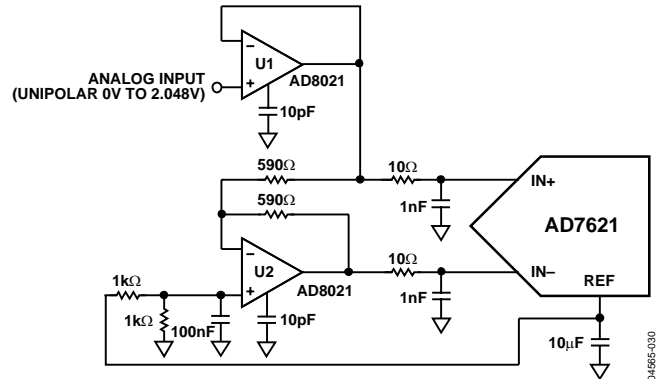 U1
ANALOG INPUT
(UNIPOLAR 0V TO 2.048V)
AD8021
10pF
590Ω
10Ω
IN+
590Ω
1nF
AD7621
U2
10Ω
IN–
1kΩ
AD8021
REF
1kΩ
100nF
10pF
1nF
10µF
04565-030
−
+
−
+